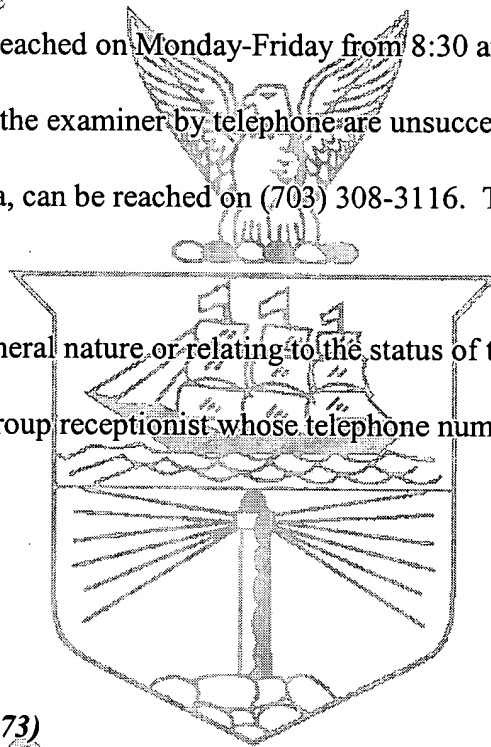 eached on Monday-Friday from 8:30 a
the examiner by telephone are unsucce
a, can be reached on (703) 308-3116. T
neral nature or relating to the status of t
roup receptionist whose telephone num
73)